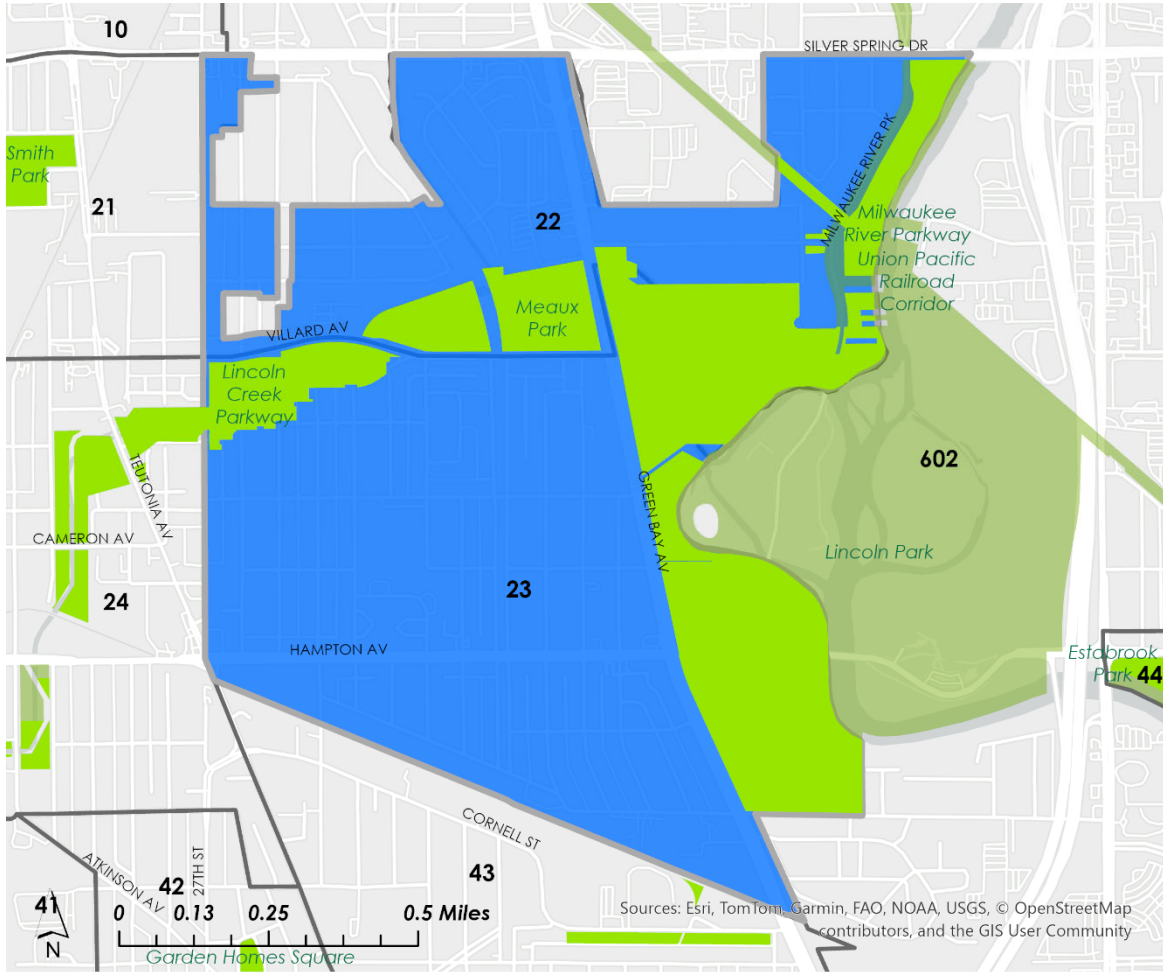 10
SILVER SPRING DR
Smith
Park
21
22
MILWAUKEE RIVER PK
Milwaukee
River Parkway
Union Pacific
Railroad
Corridor
Meaux
Park
VILLARD AV
Lincoln
Creek
Parkway
602
TEUTONIA AV
GREEN BAY AV
CAMERON AV
Lincoln Park
24
23
HAMPTON AV
Estabrook
Park
44
CORNELL ST
ATKINSON AV
27TH ST
42
43
41
N
0 0.13 0.25 0.5 Miles
Garden Homes Square
Sources: Esri, TomTom, Garmin, FAO, NOAA, USGS, © OpenStreetMap
contributors, and the GIS User Community